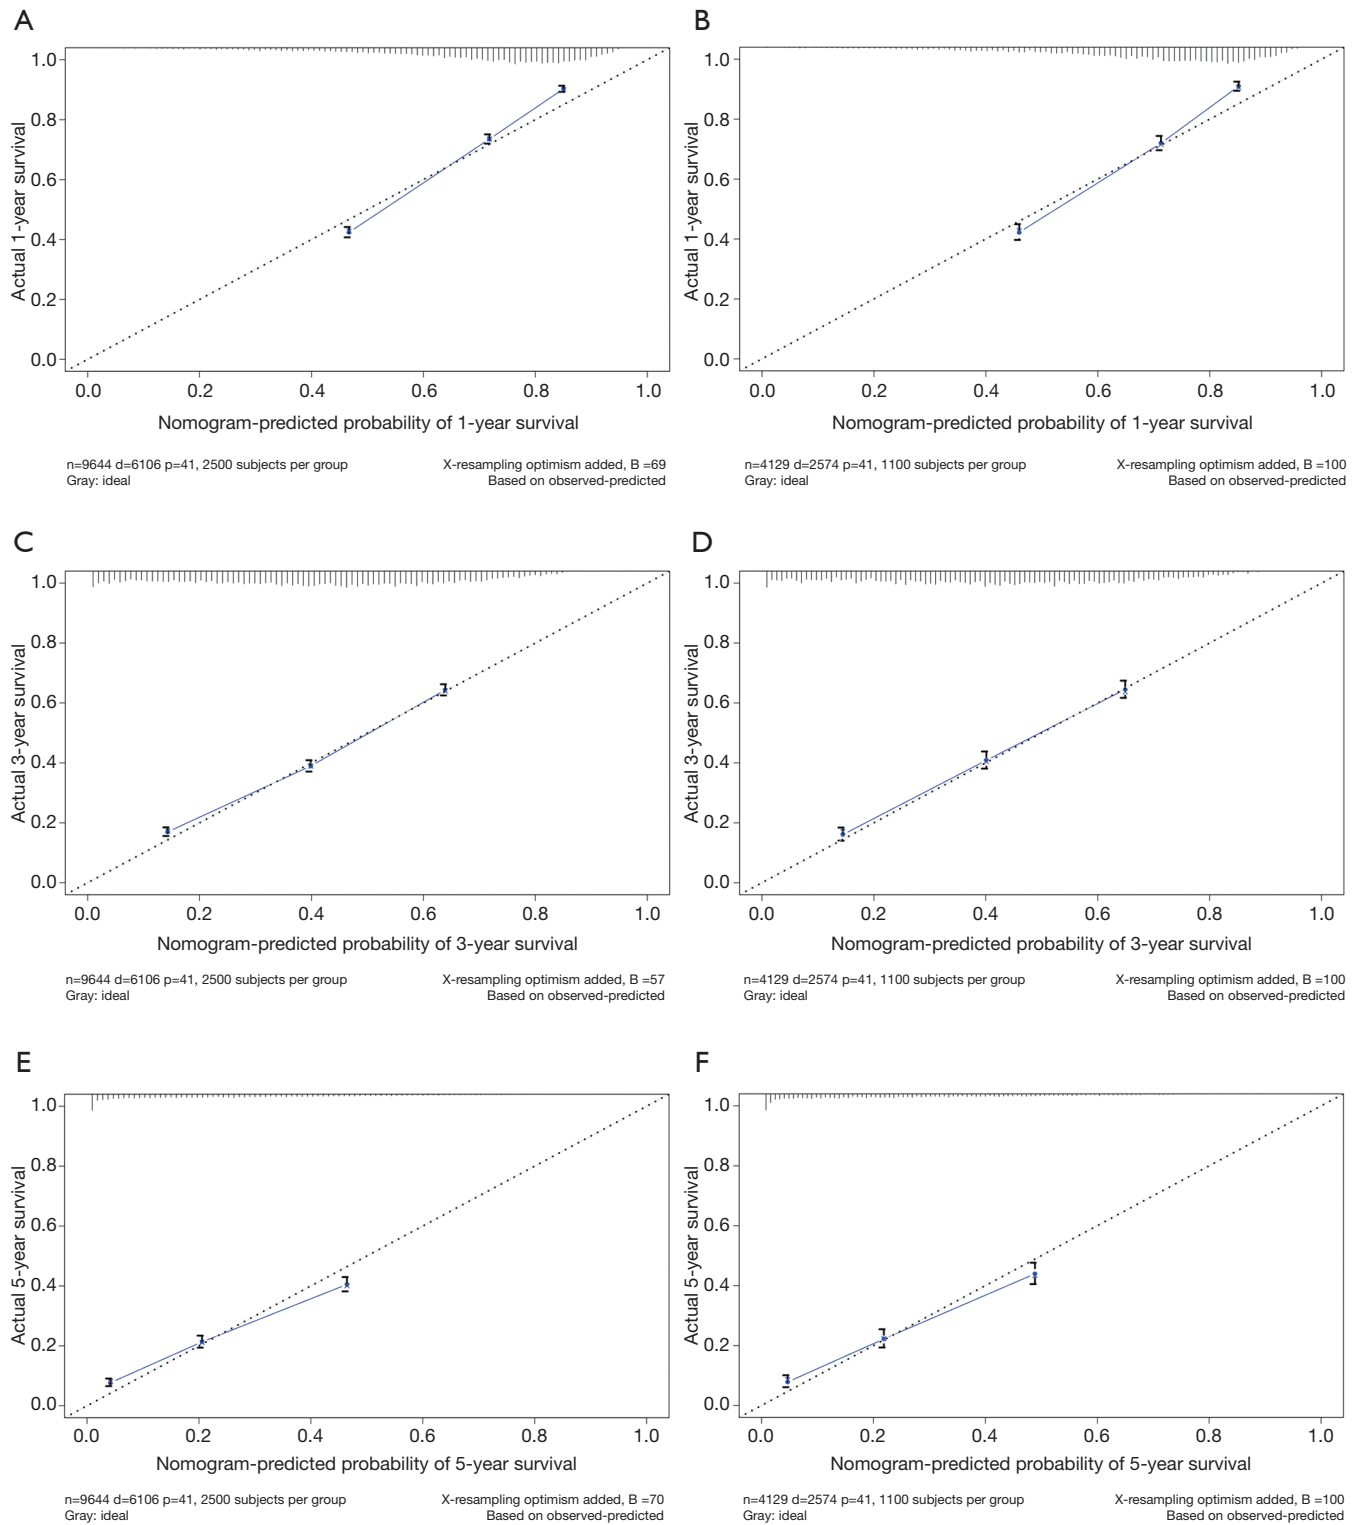 A
Actual 1-year survival
1.0
0.8
0.6
0.4
0.2
0.0
0.0 0.2 0.4 0.6 0.8 1.0
Nomogram-predicted probability of 1-year survival
n=9644 d=6106 p=41, 2500 subjects per group
Gray: ideal
X-resampling optimism added, B =69
Based on observed-predicted
B
Actual 1-year survival
1.0
0.8
0.6
0.4
0.2
0.0
0.0 0.2 0.4 0.6 0.8 1.0
Nomogram-predicted probability of 1-year survival
n=4129 d=2574 p=41, 1100 subjects per group
Gray: ideal
X-resampling optimism added, B =100
Based on observed-predicted
C
Actual 3-year survival
1.0
0.8
0.6
0.4
0.2
0.0
0.0 0.2 0.4 0.6 0.8 1.0
Nomogram-predicted probability of 3-year survival
n=9644 d=6106 p=41, 2500 subjects per group
Gray: ideal
X-resampling optimism added, B =57
Based on observed-predicted
D
Actual 3-year survival
1.0
0.8
0.6
0.4
0.2
0.0
0.0 0.2 0.4 0.6 0.8 1.0
Nomogram-predicted probability of 3-year survival
n=4129 d=2574 p=41, 1100 subjects per group
Gray: ideal
X-resampling optimism added, B =100
Based on observed-predicted
E
Actual 5-year survival
1.0
0.8
0.6
0.4
0.2
0.0
0.0 0.2 0.4 0.6 0.8 1.0
Nomogram-predicted probability of 5-year survival
n=9644 d=6106 p=41, 2500 subjects per group
Gray: ideal
X-resampling optimism added, B =70
Based on observed-predicted
F
Actual 5-year survival
1.0
0.8
0.6
0.4
0.2
0.0
0.0 0.2 0.4 0.6 0.8 1.0
Nomogram-predicted probability of 5-year survival
n=4129 d=2574 p=41, 1100 subjects per group
Gray: ideal
X-resampling optimism added, B =100
Based on observed-predicted